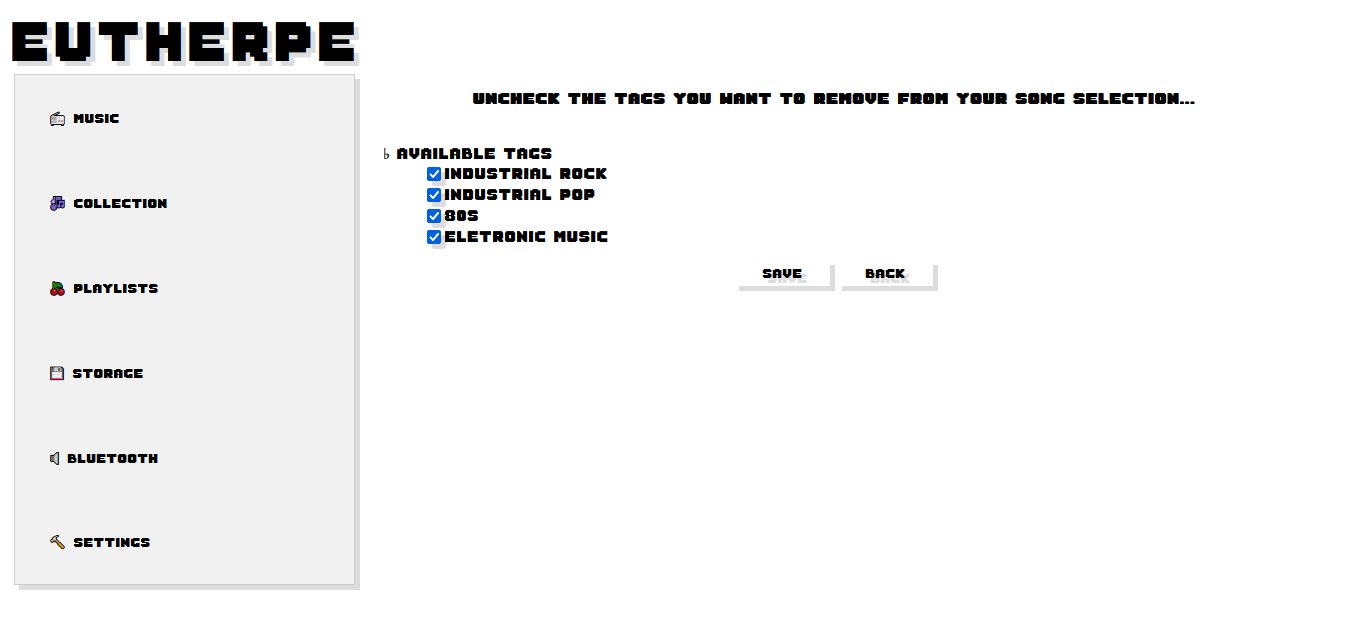 EUTHERPE
MUSIC
COLLECTION
PLAYLISTS
STORAGE
BLUETOOTH
SETTINGS
UNCHECK THE TAGS YOU WANT TO REMOVE FROM YOUR SONG SELECTION...
♭ AVAILABLE TAGS
INDUSTRIAL ROCK
INDUSTRIAL POP
80S
ELETRONIC MUSIC
SAVE BACK